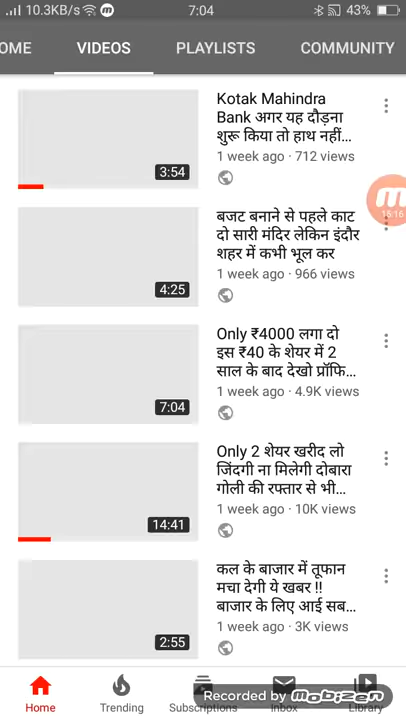 10.3KB/s 7:04 43%
OME VIDEOS PLAYLISTS COMMUNITY
Kotak Mahindra
Bank अगर यह दौड़ना
शुरू किया तो हाथ नहीं...
3:54
1 week ago · 712 views
16:16
बजट बनाने से पहले काट
दो सारी मंदिर लेकिन इंदौर
शहर में कभी भूल कर
4:25
1 week ago · 966 views
Only ₹4000 लगा दो
इस ₹40 के शेयर में 2
साल के बाद देखो प्रॉफि...
7:04
1 week ago · 4.9K views
Only 2 शेयर खरीद लो
जिंदगी ना मिलेगी दोबारा
गोली की रफ्तार से भी...
14:41
1 week ago · 10K views
कल के बाजार में तूफान
मचा देगी ये खबर !!
बाजार के लिए आई सब...
2:55
1 week ago · 3K views
Recorded by mobizen
Home Trending Subscriptions Inbox Library